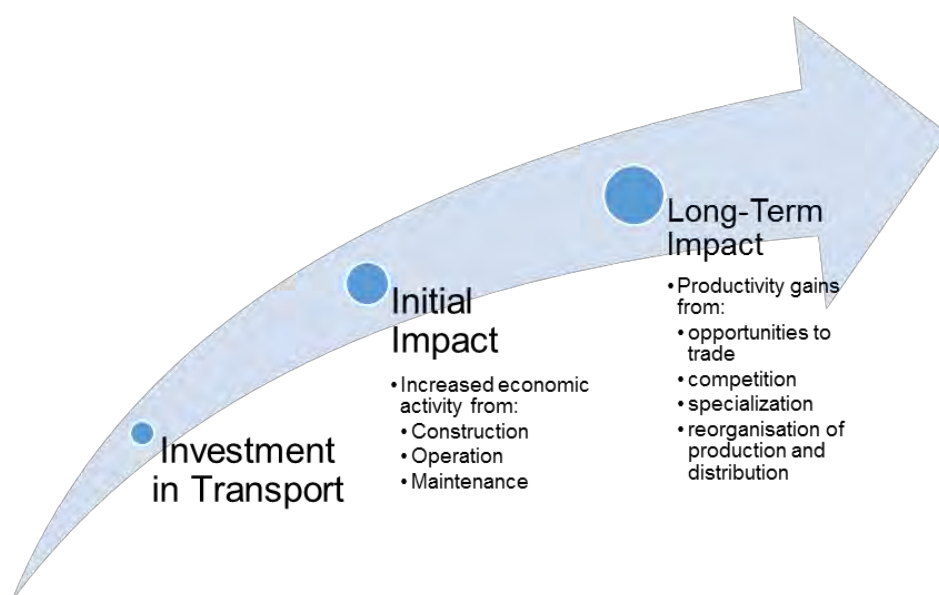 Investment
in Transport
Initial
Impact
•Increased economic
activity from:
•Construction
•Operation
•Maintenance
Long-Term
Impact
•Productivity gains
from:
•opportunities to
trade
•competition
•specialization
•reorganisation of
production and
distribution